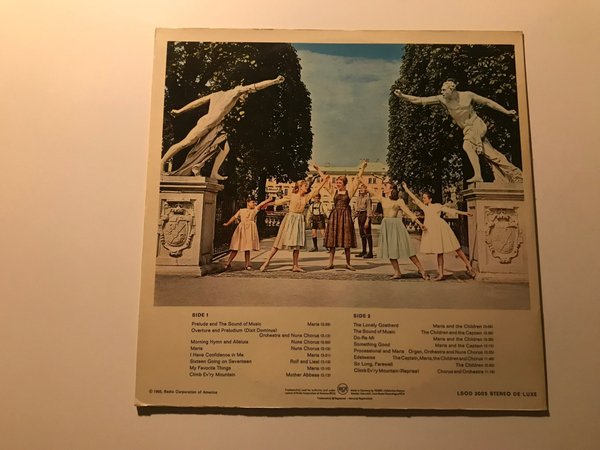 SIDE 1
Prelude and The Sound of Music Maria
Overture and Preludium (Dixit Dominus)
Orchestra and Nuns Chorus
Morning Hymn and Alleluia Nuns Chorus
Maria Nuns Chorus
I Have Confidence in Me Maria
Sixteen Going on Seventeen Rolf and Liesl
My Favorite Things Maria
Climb Ev'ry Mountain Mother Abbess
SIDE 2
The Lonely Goatherd Maria and the Children
The Sound of Music The Children and the Captain
Do-Re-Mi Maria and the Children
Something Good Maria and the Captain
Processional and Maria Organ, Orchestra and Nuns Chorus
Edelweiss The Captain, Maria, the Children and Chorus
So Long, Farewell The Children
Climb Ev'ry Mountain (Reprise) Chorus and Orchestra
© 1965, Radio Corporation of America
RCA
LSOD 2005 STEREO DE LUXE